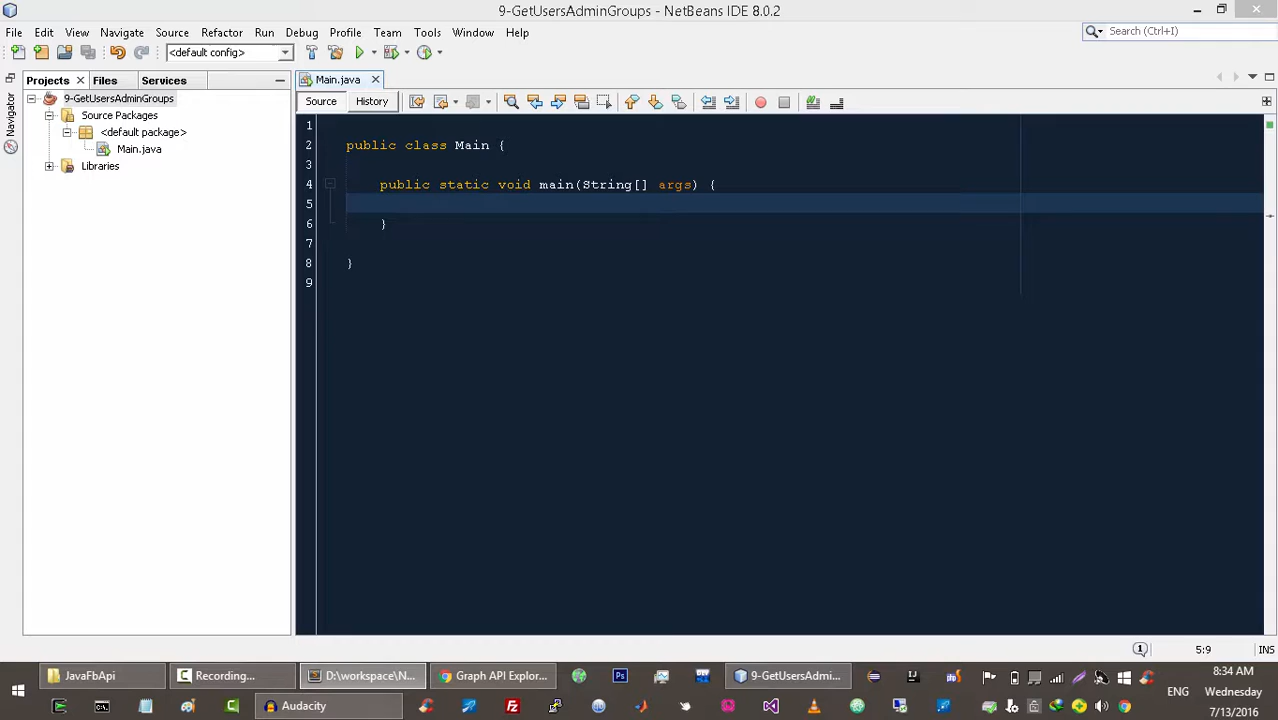 9-GetUsersAdminGroups - NetBeans IDE 8.0.2
File Edit View Navigate Source Refactor Run Debug Profile Team Tools Window Help
Search (Ctrl+I)
<default config>
Projects Files Services
Main.java
Navigator
9-GetUsersAdminGroups
Source Packages
<default package>
Main.java
Libraries
Source History
1
2 public class Main {
3
4 public static void main(String[] args) {
5
6 }
7
8 }
9
1 5:9 INS
JavaFbApi Recording... D:\workspace\N... Graph API Explor... Ps 9-GetUsersAdmi... 8:34 AM
ENG Wednesday
Audacity 7/13/2016